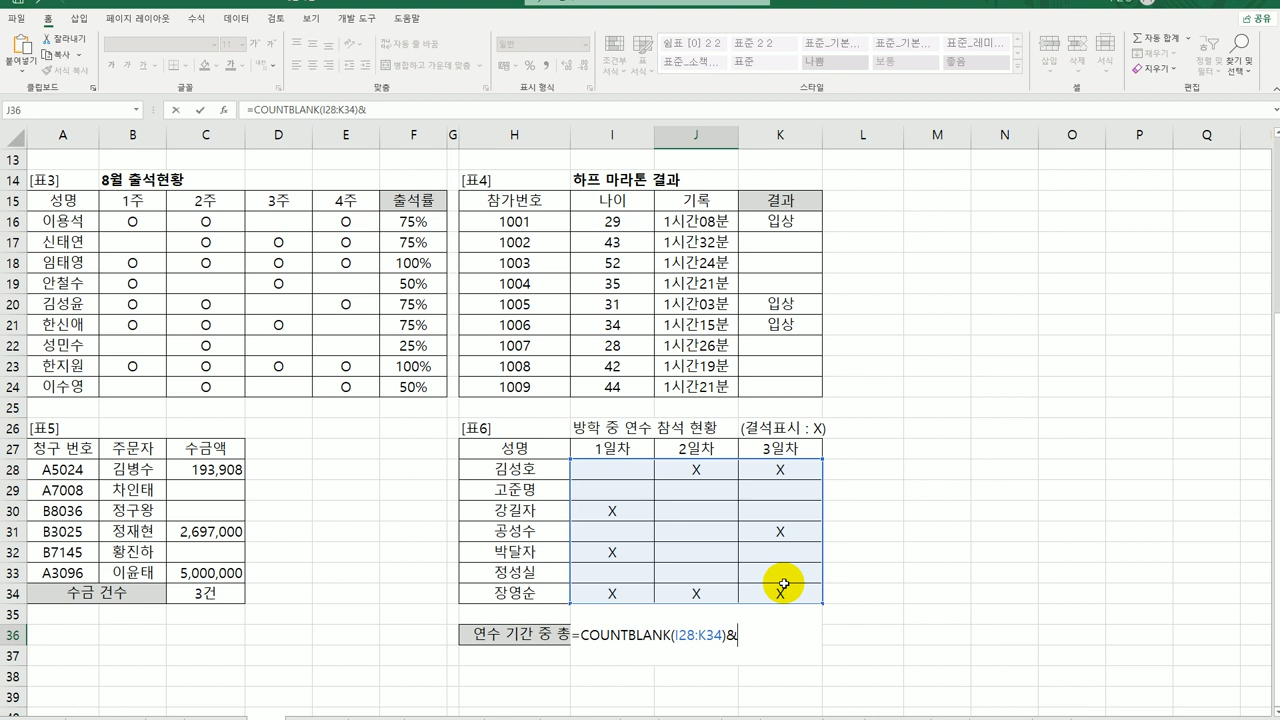 파일 홈 삽입 페이지 레이아웃 수식 데이터 검토 보기 개발 도구 도움말 공유
붙여넣기 잘라내기 복사 서식 복사 클립보드
가 가 가 11 가 가 글꼴
자동 줄 바꿈 병합하고 가운데 맞춤 맞춤
일반 % 표시 형식
조건부 서식 표 서식 쉼표 [0] 2 2 표준 2 2 표준_기본... 표준_기본... 표준_레미...
표준_소책... 표준 나쁨 보통 좋음 스타일
삽입 삭제 서식 셀
자동 합계 채우기 지우기 정렬 및 필터 찾기 및 선택 편집
J36 fx =COUNTBLANK(I28:K34)&
A B C D E F G H I J K L M N O P Q
13
14 [표3] 8월 출석현황 [표4] 하프 마라톤 결과
15 성명 1주 2주 3주 4주 출석률 참가번호 나이 기록 결과
16 이용석 O O O 75% 1001 29 1시간08분 입상
17 신태연 O O O 75% 1002 43 1시간32분
18 임태영 O O O O 100% 1003 52 1시간24분
19 안철수 O O 50% 1004 35 1시간21분
20 김성윤 O O O 75% 1005 31 1시간03분 입상
21 한신애 O O O 75% 1006 34 1시간15분 입상
22 성민수 O 25% 1007 28 1시간26분
23 한지원 O O O O 100% 1008 42 1시간19분
24 이수영 O O 50% 1009 44 1시간21분
25
26 [표5] [표6] 방학 중 연수 참석 현황 (결석표시 : X)
27 청구 번호 주문자 수금액 성명 1일차 2일차 3일차
28 A5024 김병수 193,908 김성호 X X
29 A7008 차인태 고준명
30 B8036 정구왕 강길자 X
31 B3025 정재현 2,697,000 공성수 X
32 B7145 황진하 박달자 X
33 A3096 이윤태 5,000,000 정성실
34 수금 건수 3건 장영순 X X X
35
36 연수 기간 중 총 =COUNTBLANK(I28:K34)&
37
38
39